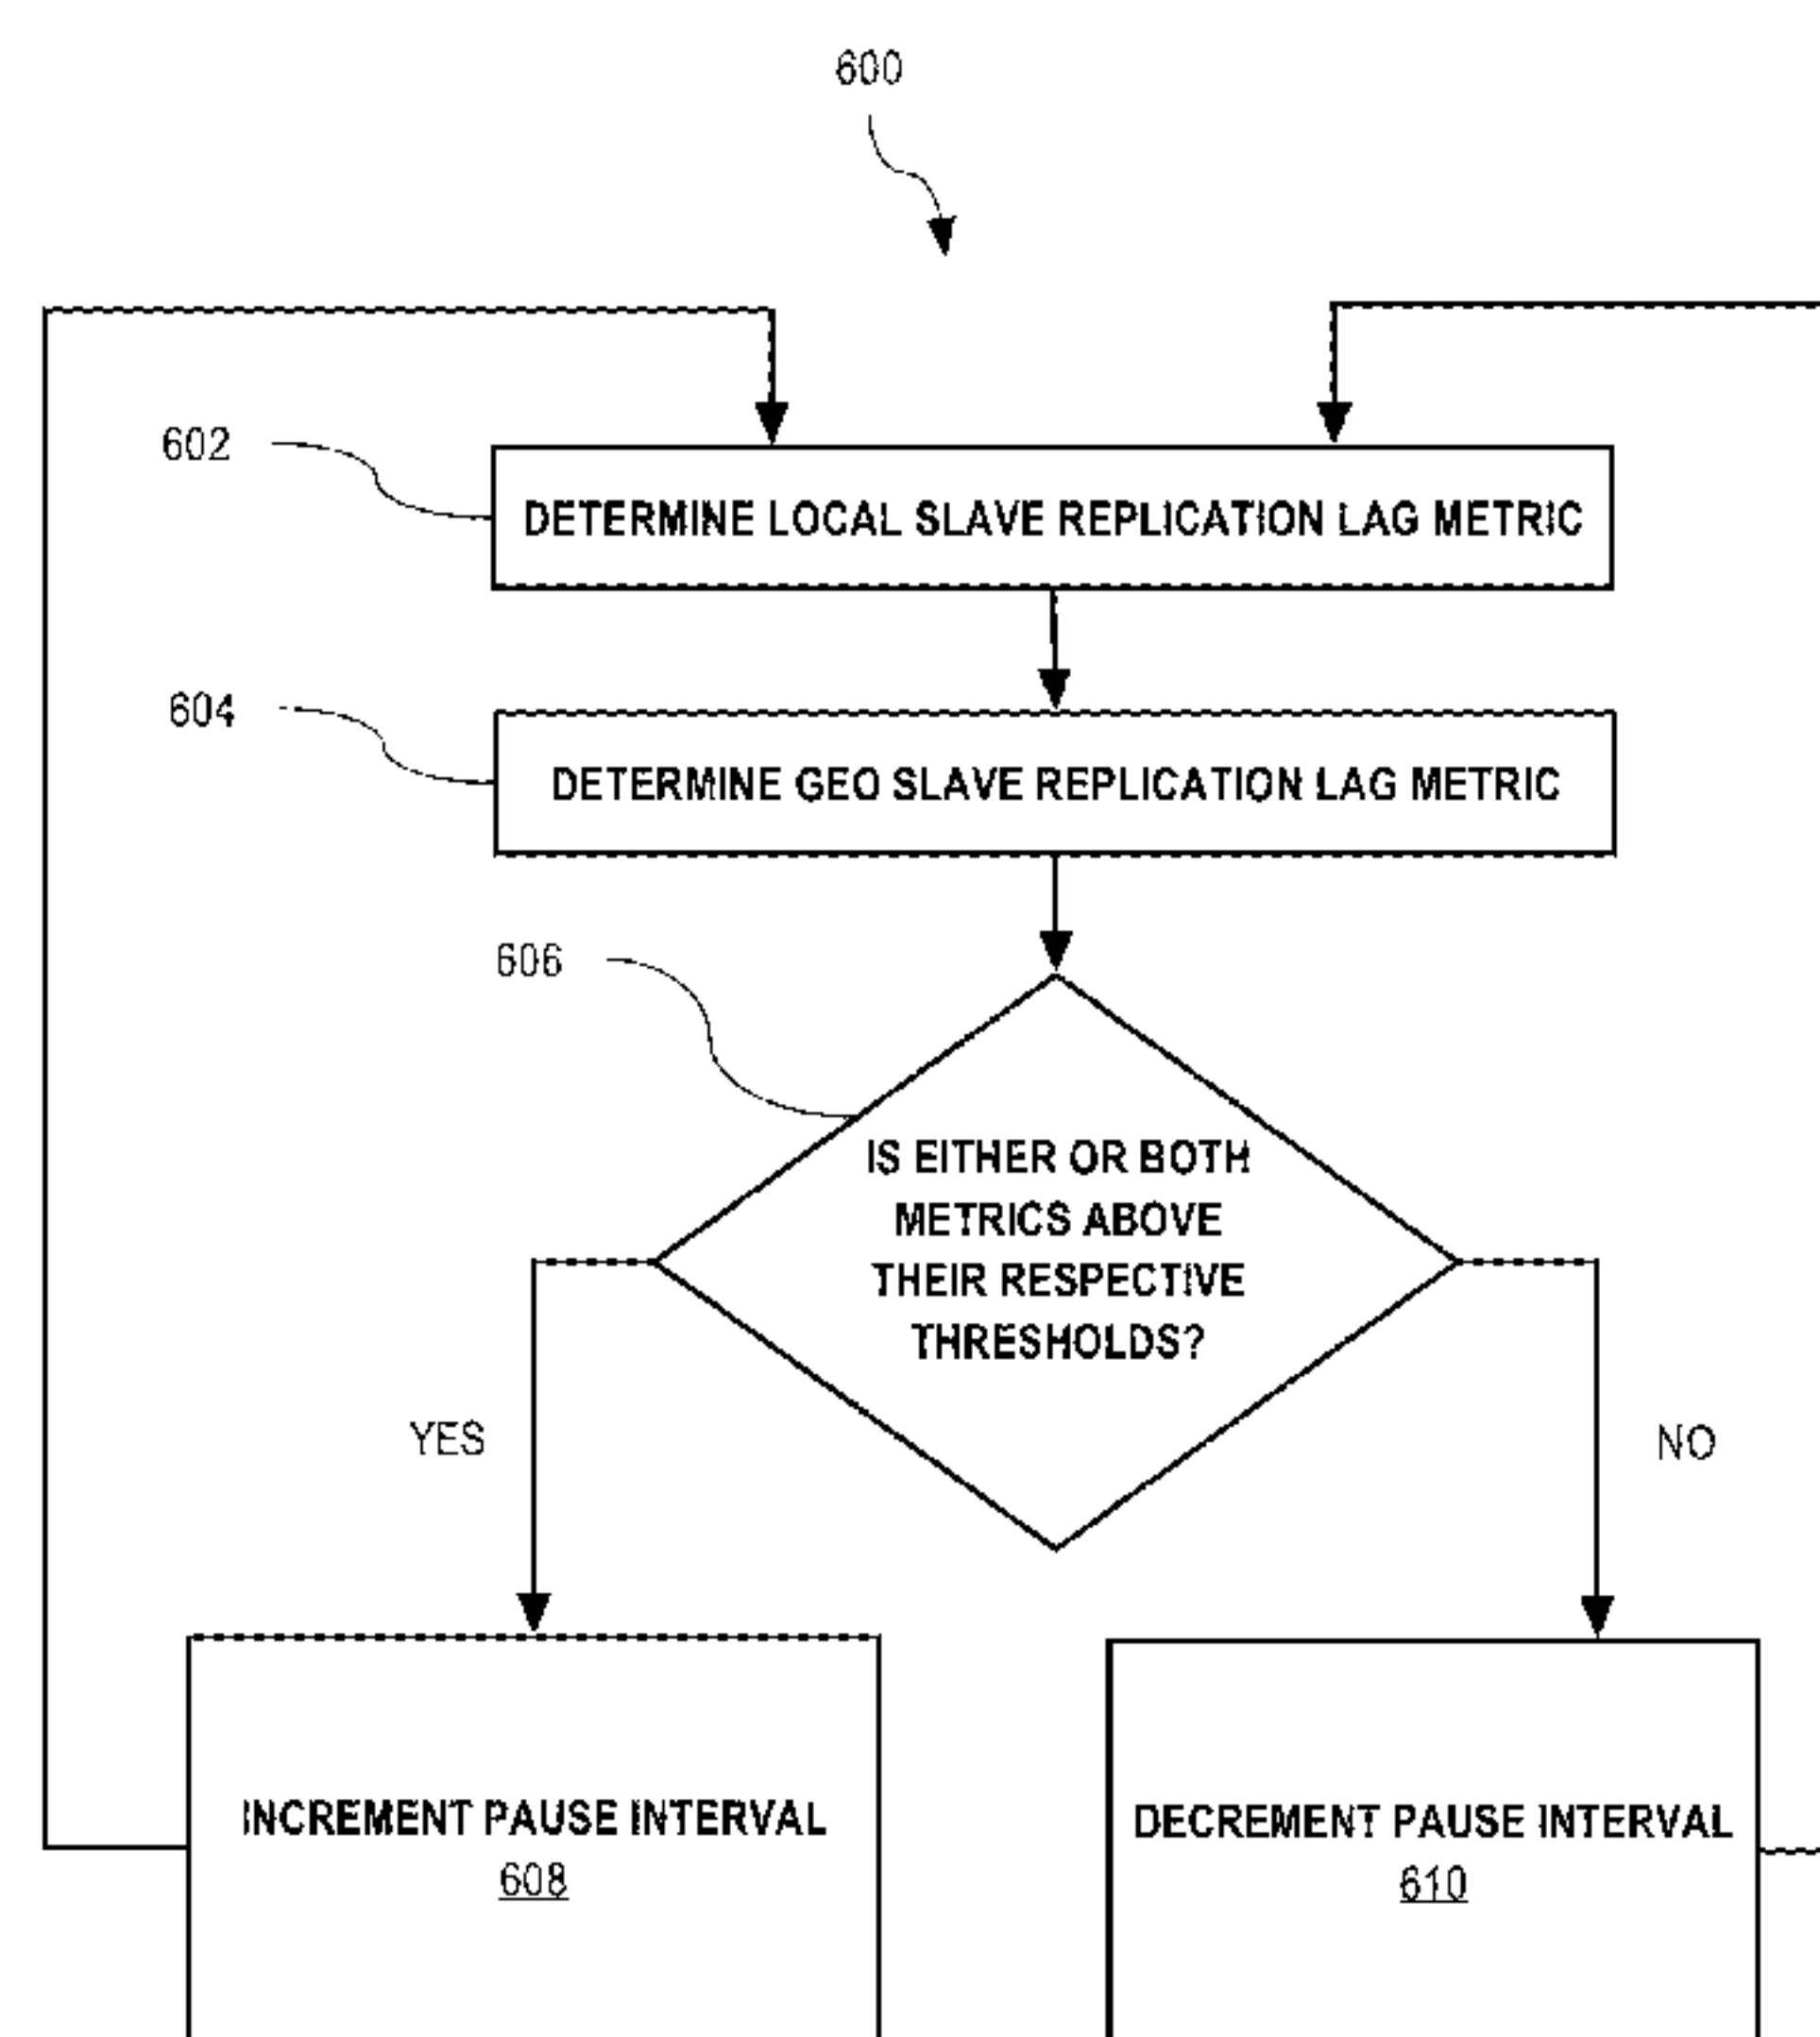 600
602
DETERMINE LOCAL SLAVE REPLICATION LAG METRIC
604
DETERMINE GEO SLAVE REPLICATION LAG METRIC
606
IS EITHER OR BOTH
METRICS ABOVE
THEIR RESPECTIVE
THRESHOLDS?
YES
NO
INCREMENT PAUSE INTERVAL
608
DECREMENT PAUSE INTERVAL
610